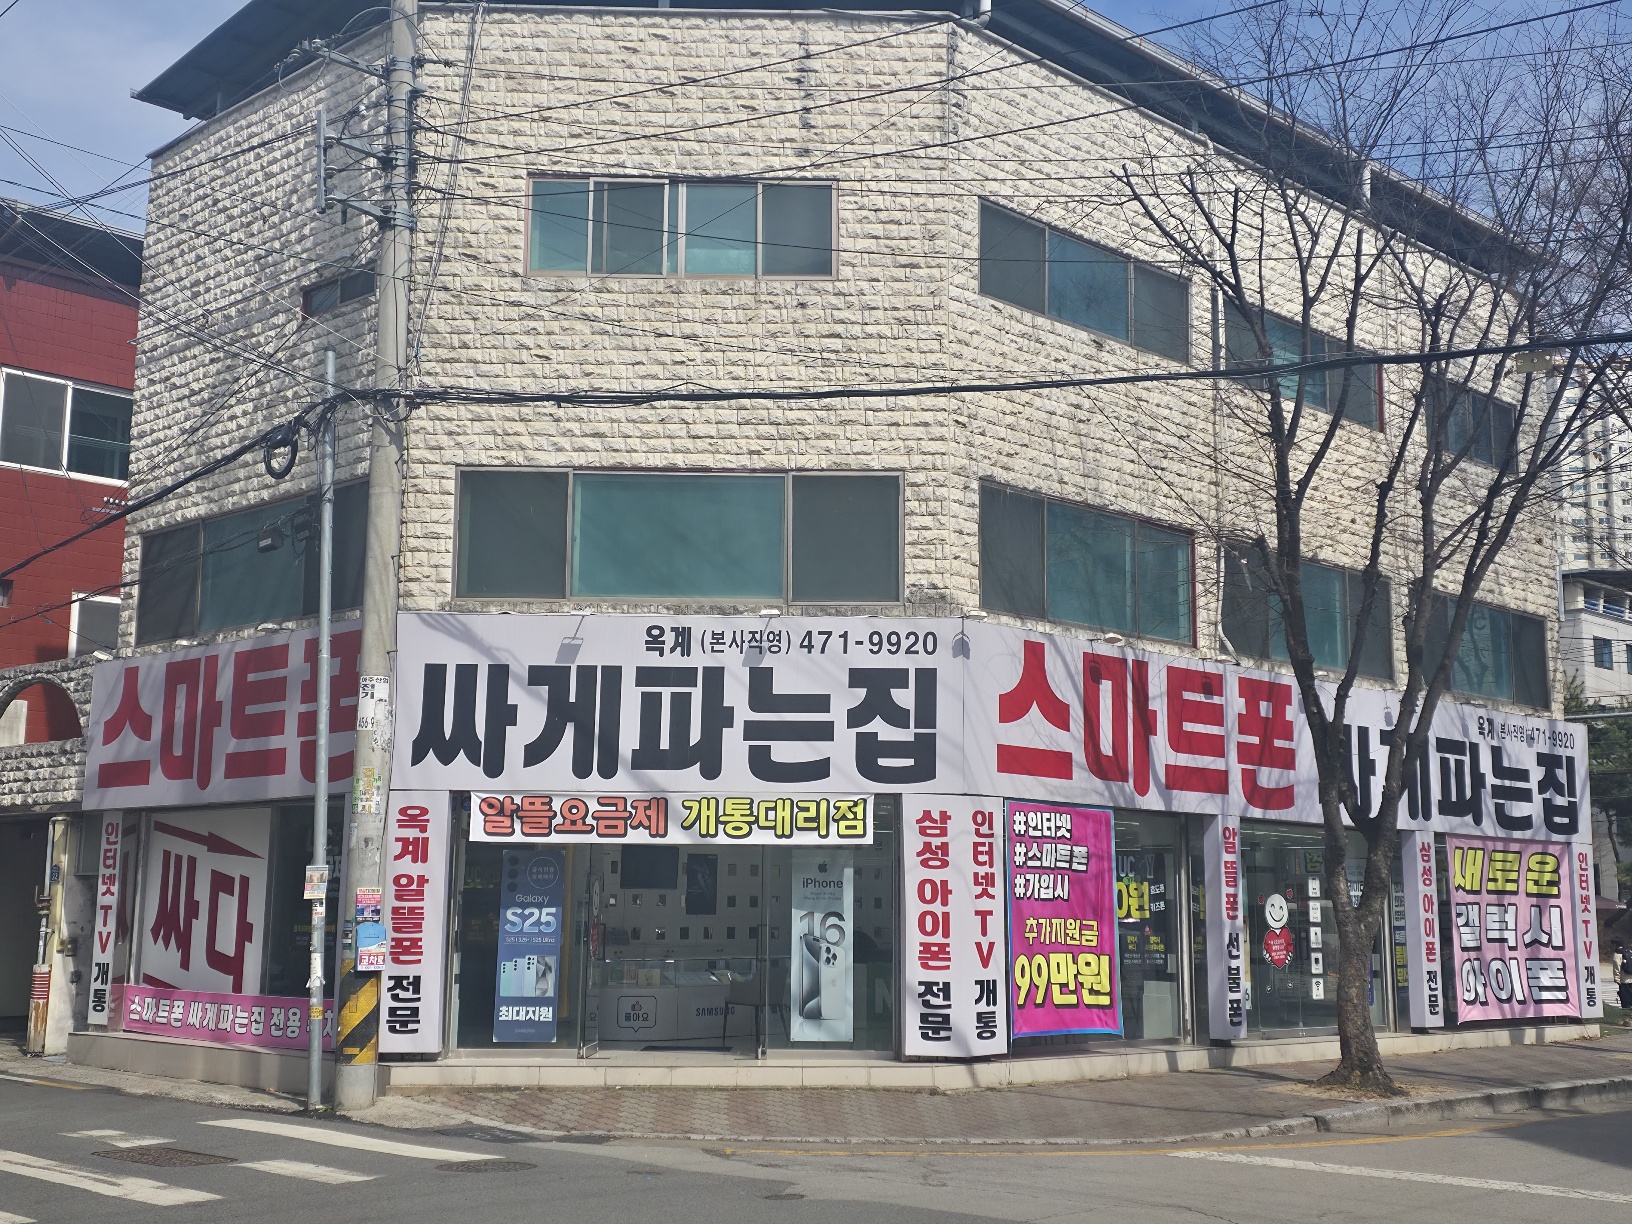 스마트폰
옥계 (본사직영) 471-9920
싸게파는집
스마트폰
옥계 (본사직영) 471-9920
싸게파는집
알뜰요금제 개통대리점
인터넷TV 개통
싸다
스마트폰 싸게파는집 전용
옥계 알뜰폰 전문
Galaxy
S25
최대지원
좋아요
SAMSUNG
iPhone
16
삼성 아이폰 전문
인터넷TV 개통
#인터넷
#스마트폰
#가입시
추가지원금
99만원
알뜰폰 선불폰
삼성아이폰 전문
새로운
갤럭시
아이폰
인터넷TV 개통
교차로